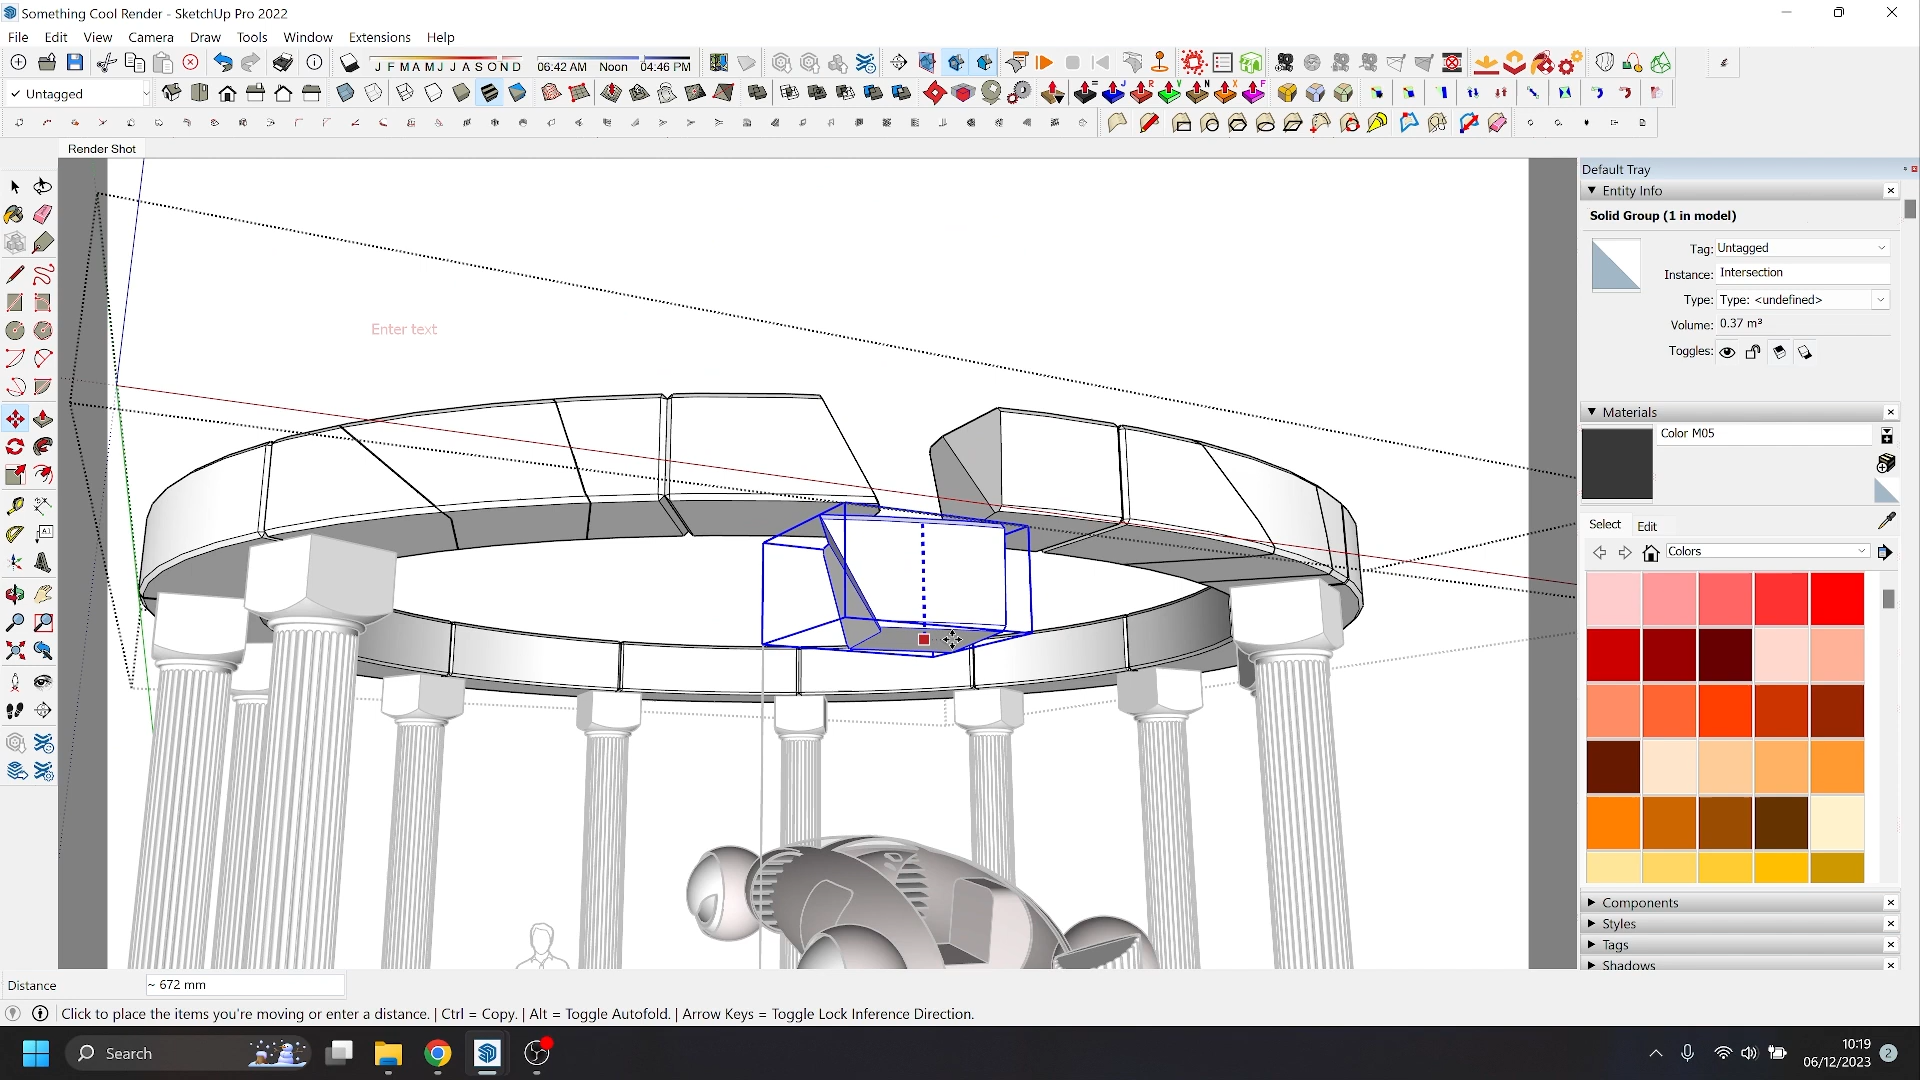 Something Cool Render - SketchUp Pro 2022
File Edit View Camera Draw Tools Window Extensions Help
J F M A M J J A S O N D 06:42 AM Noon 04:46 PM
Untagged
Render Shot
Default Tray
Entity Info
Solid Group (1 in model)
Tag: Untagged
Instance: Intersection
Type: Type: <undefined>
Volume: 0.37 m³
Toggles:
Enter text
Materials
Color M05
Select Edit
Colors
Components
Styles
Tags
Shadows
Distance ~ 672 mm
Click to place the items you're moving or enter a distance. | Ctrl = Copy. | Alt = Toggle Autofold. | Arrow Keys = Toggle Lock Inference Direction.
Search
10:19
06/12/2023
2